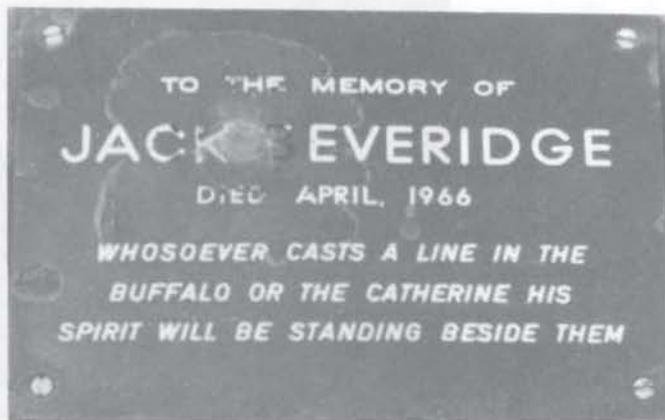 TO THE MEMORY OF
JACK BEVERIDGE
DIED APRIL, 1966
WHOSOEVER CASTS A LINE IN THE
BUFFALO OR THE CATHERINE HIS
SPIRIT WILL BE STANDING BESIDE THEM